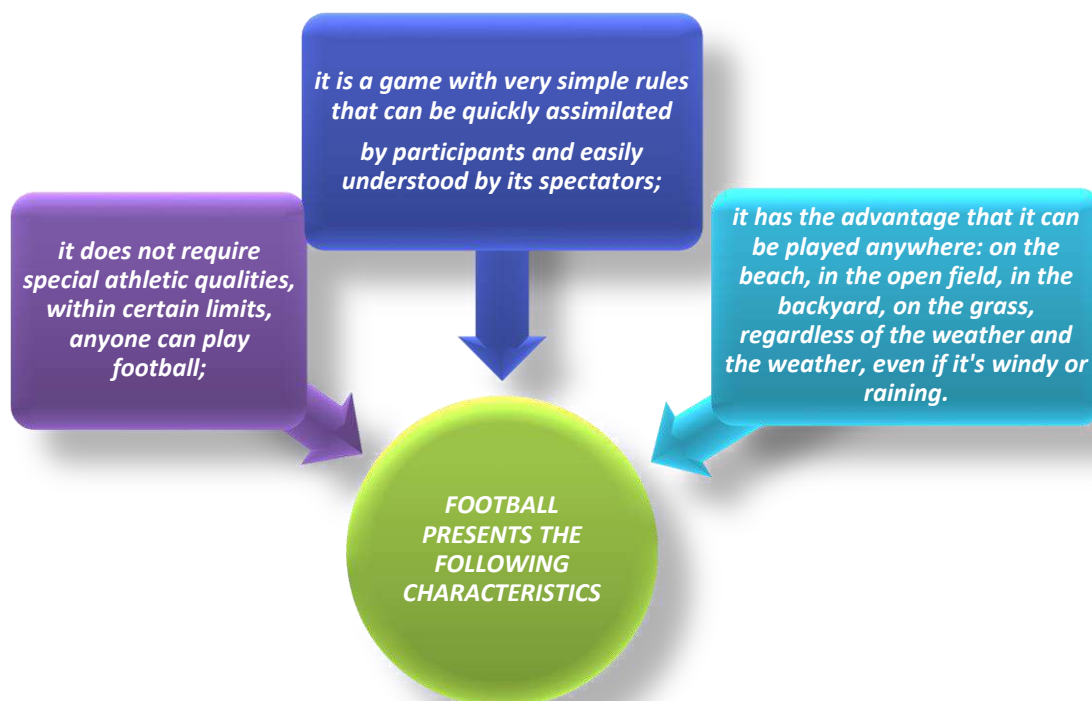 it does not require
special athletic qualities,
within certain limits,
anyone can play
football;
it is a game with very simple rules
that can be quickly assimilated
by participants and easily
understood by its spectators;
it has the advantage that it can
be played anywhere: on the
beach, in the open field, in the
backyard, on the grass,
regardless of the weather and
the weather, even if it's windy or
raining.
FOOTBALL
PRESENTS THE
FOLLOWING
CHARACTERISTICS